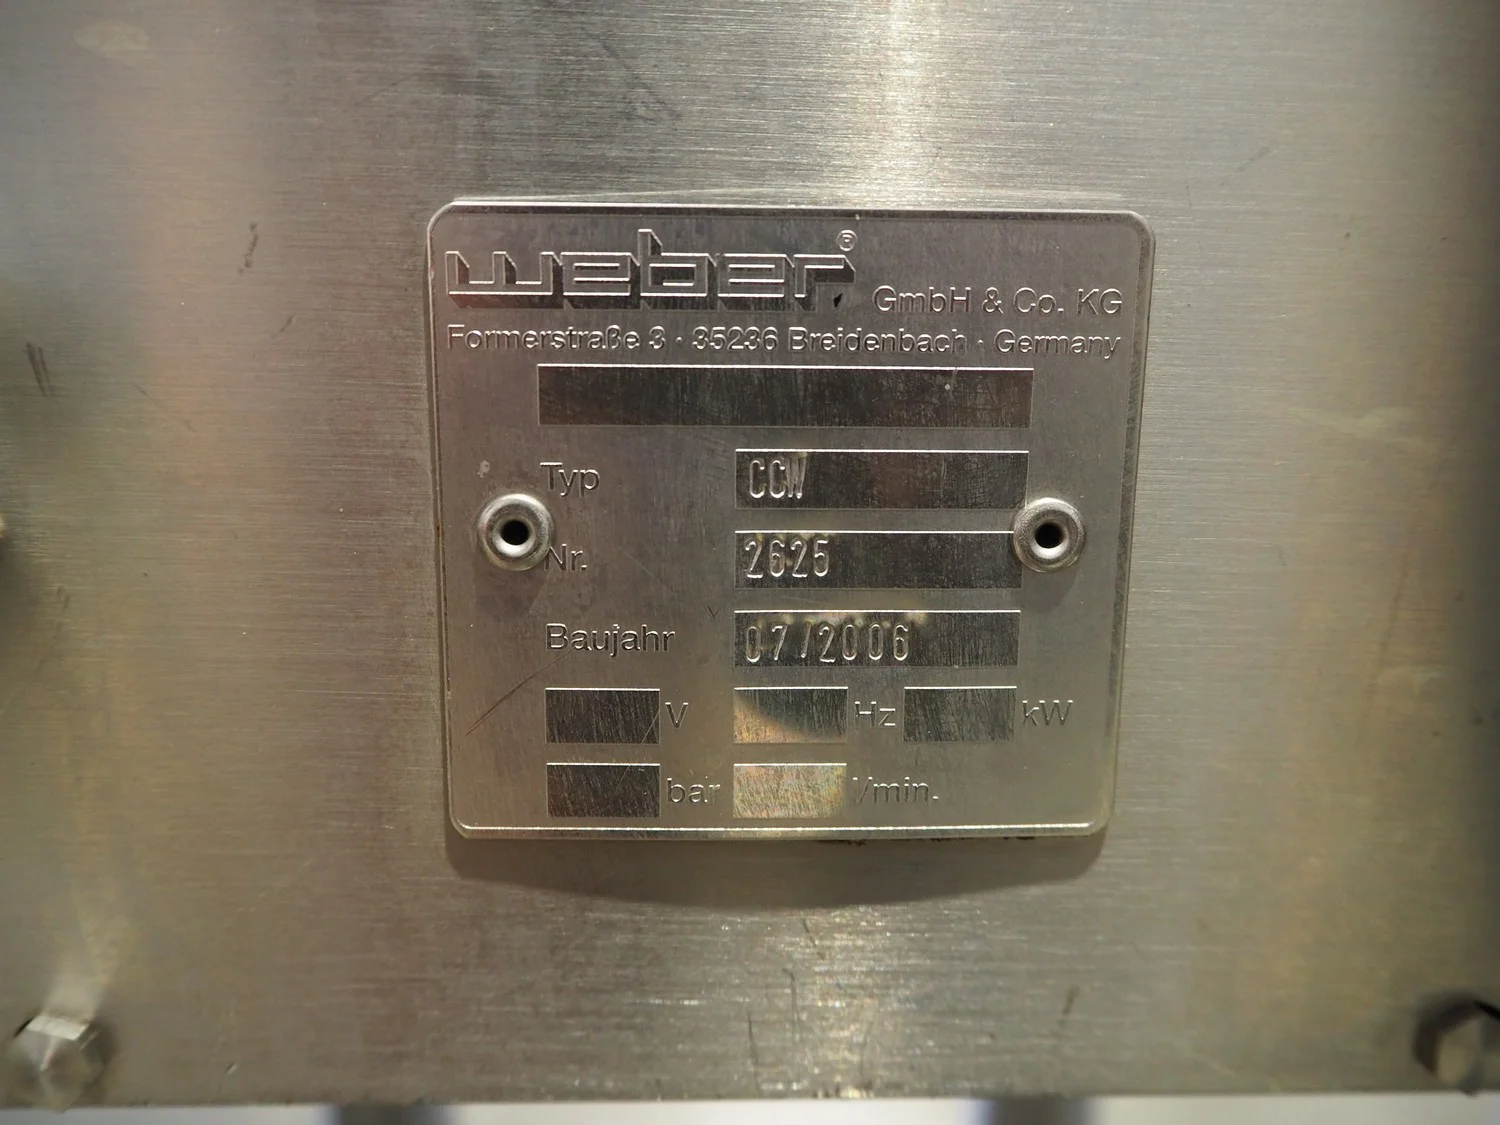 weber® GmbH & Co. KG
Formerstraße 3 · 35236 Breidenbach · Germany
Typ CCW
Nr. 2625
Baujahr 07/2006
V Hz kW
bar l/min.